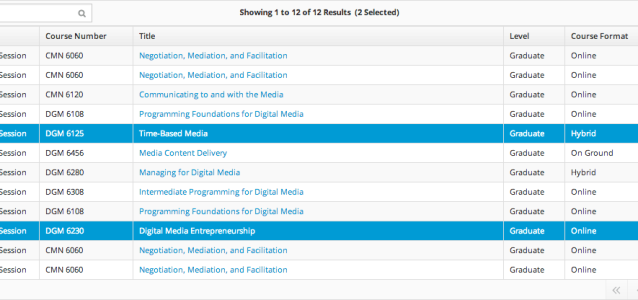 Showing 1 to 12 of 12 Results (2 Selected)
Course Number Title Level Course Format
Session CMN 6060 Negotiation, Mediation, and Facilitation Graduate Online
Session CMN 6060 Negotiation, Mediation, and Facilitation Graduate Online
Session CMN 6120 Communicating to and with the Media Graduate Online
Session DGM 6108 Programming Foundations for Digital Media Graduate Online
Session DGM 6125 Time-Based Media Graduate Hybrid
Session DGM 6456 Media Content Delivery Graduate On Ground
Session DGM 6280 Managing for Digital Media Graduate Hybrid
Session DGM 6308 Intermediate Programming for Digital Media Graduate Online
Session DGM 6108 Programming Foundations for Digital Media Graduate Online
Session DGM 6230 Digital Media Entrepreneurship Graduate Online
Session CMN 6060 Negotiation, Mediation, and Facilitation Graduate Online
Session CMN 6060 Negotiation, Mediation, and Facilitation Graduate Online